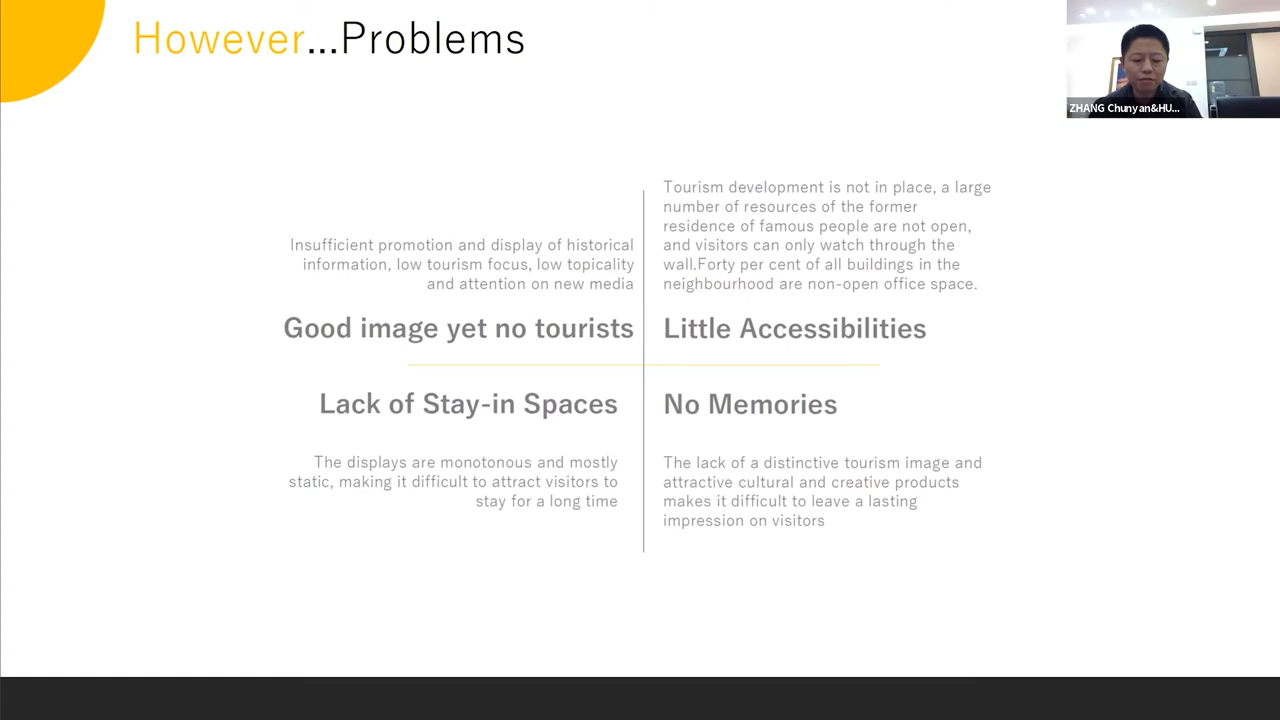 However...Problems
ZHANG Chunyan&HU...
Insufficient promotion and display of historical
information, low tourism focus, low topicality
and attention on new media
Good image yet no tourists
Tourism development is not in place, a large
number of resources of the former
residence of famous people are not open,
and visitors can only watch through the
wall.Forty per cent of all buildings in the
neighbourhood are non-open office space.
Little Accessibilities
Lack of Stay-in Spaces
The displays are monotonous and mostly
static, making it difficult to attract visitors to
stay for a long time
No Memories
The lack of a distinctive tourism image and
attractive cultural and creative products
makes it difficult to leave a lasting
impression on visitors